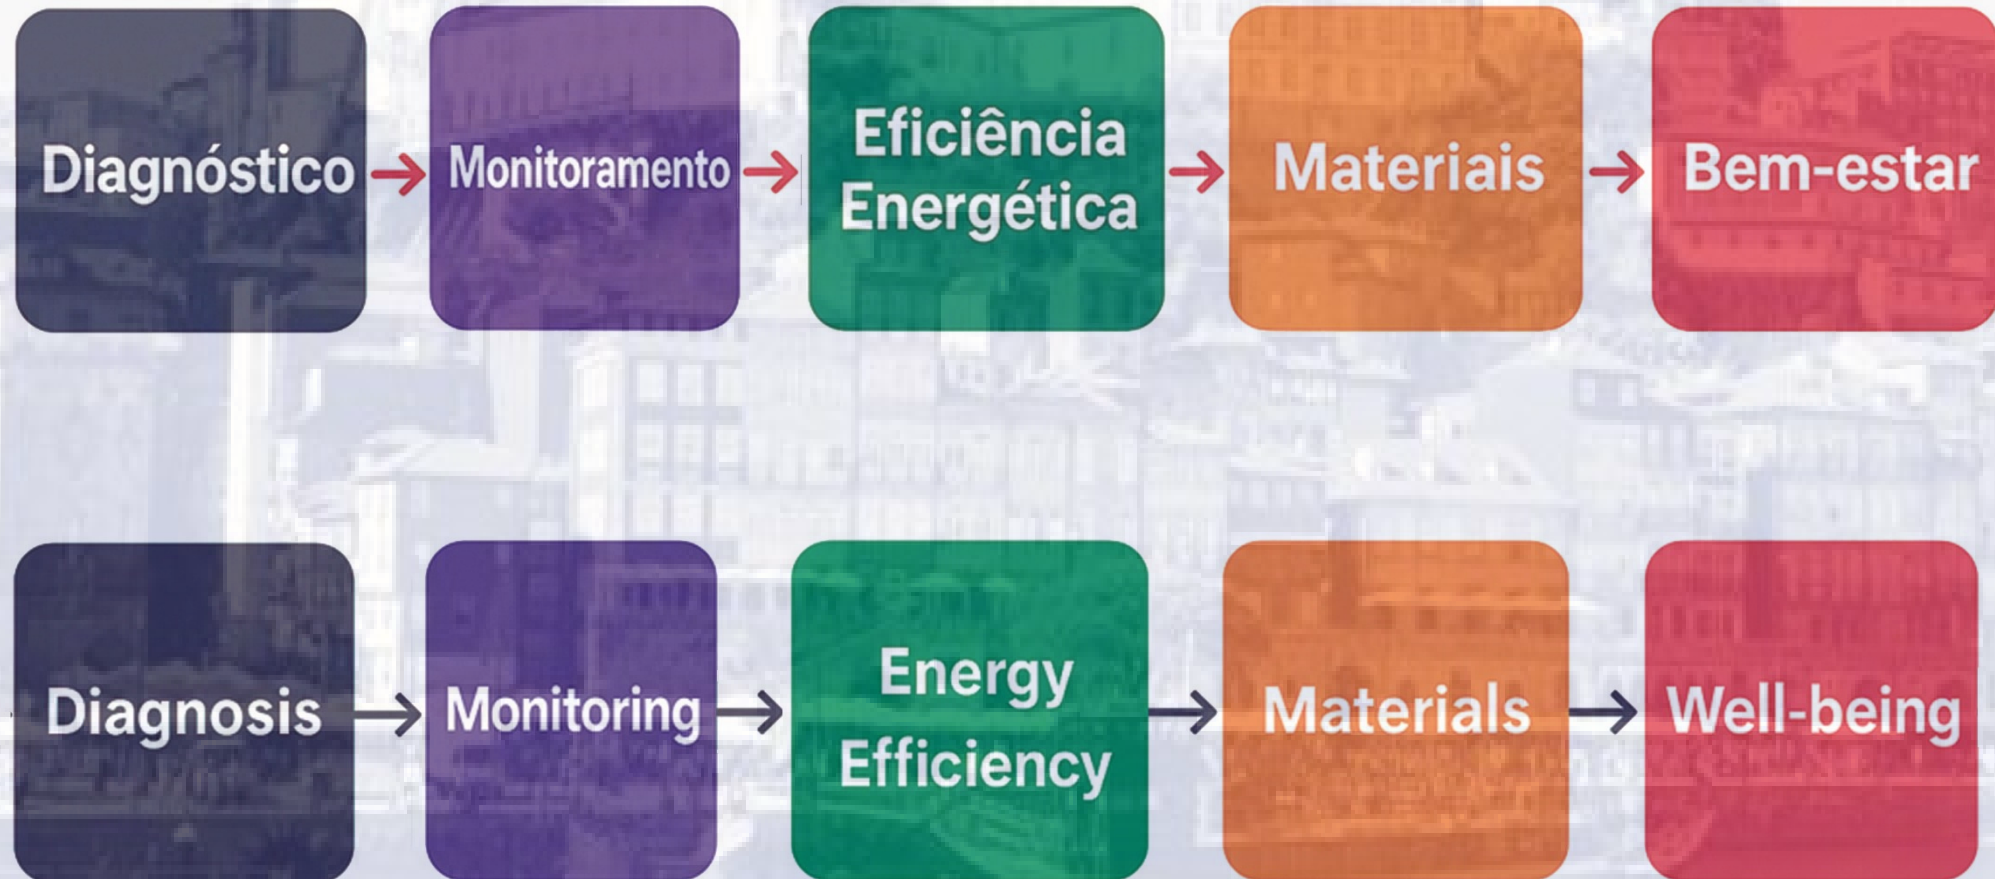 Diagnóstico
Monitoramento
Eficiência
Energética
Materiais
Bem-estar
Diagnosis
Monitoring
Energy
Efficiency
Materials
Well-being